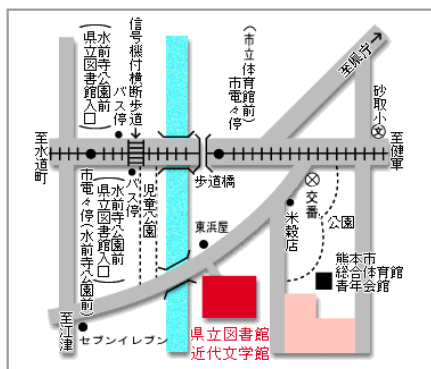 信号機付横断歩道
(水前寺公園前
県立図書館入口)
バス停
(市立体育館前)
市電々停
至県庁
砂取小
文
至水道町
至健軍
市電々停(水前寺公園前)
(水前寺公園前
県立図書館入口)
バス停
児童公園
歩道橋
東浜屋
交番
米穀店
公園
熊本市
総合体育館
青年会館
至江津
セブンイレブン
県立図書館
近代文学館